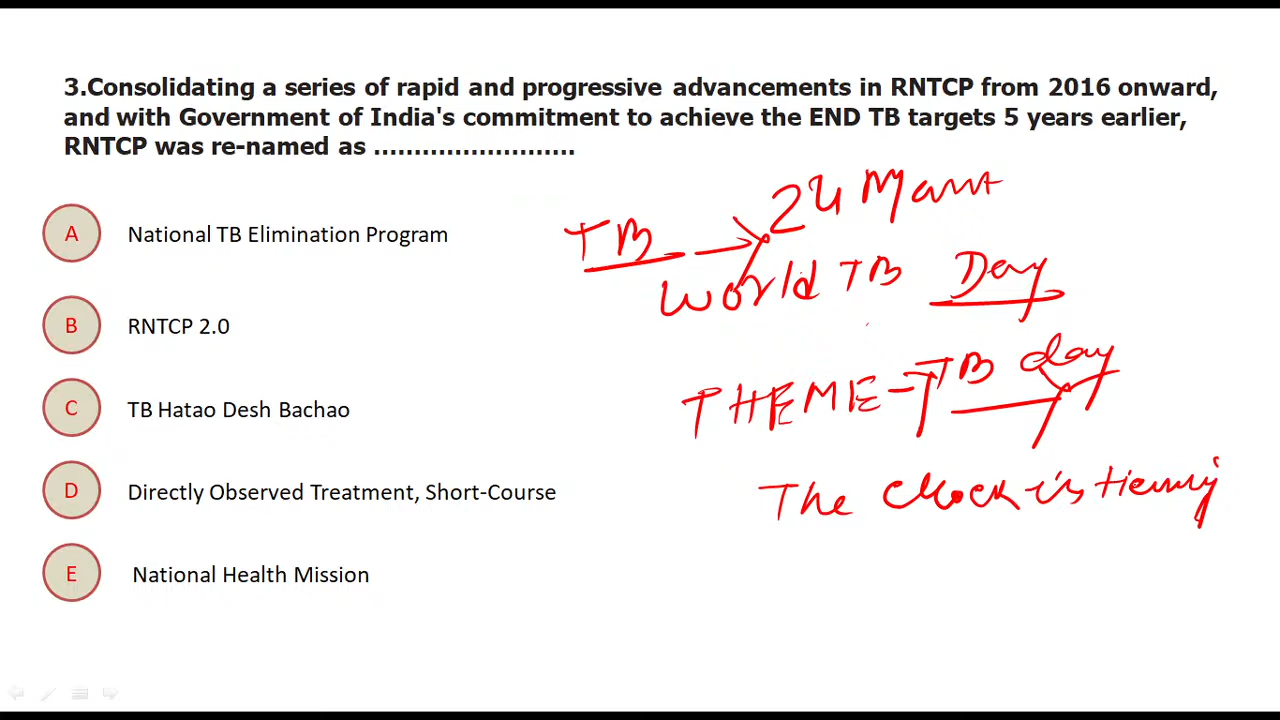 3.Consolidating a series of rapid and progressive advancements in RNTCP from 2016 onward,
and with Government of India's commitment to achieve the END TB targets 5 years earlier,
RNTCP was re-named as .........................
A National TB Elimination Program
B RNTCP 2.0
C TB Hatao Desh Bachao
D Directly Observed Treatment, Short-Course
E National Health Mission
TB → 24
World TB Day
THEME - TB day
The Clock is